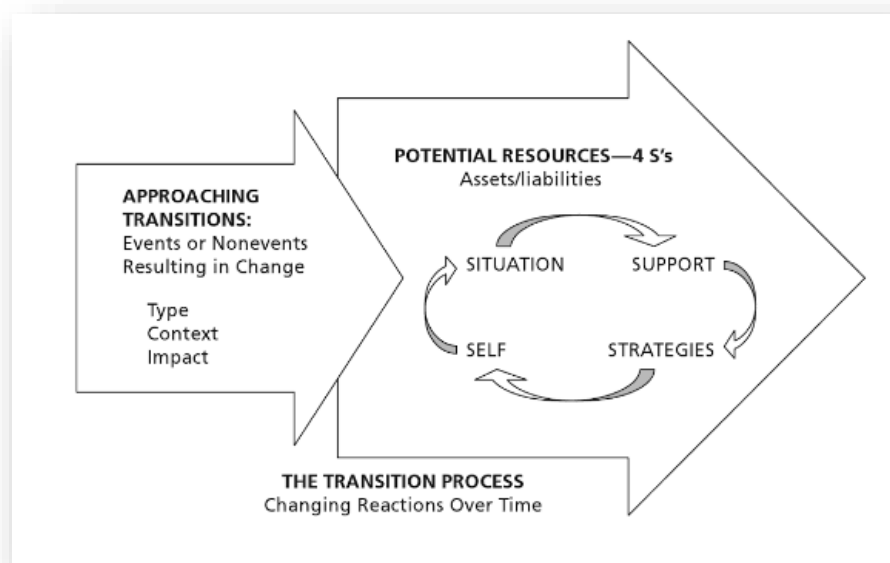 APPROACHING
TRANSITIONS:
Events or Nonevents
Resulting in Change
Type
Context
Impact
POTENTIAL RESOURCES—4 S's
Assets/liabilities
SITUATION
SUPPORT
SELF
STRATEGIES
THE TRANSITION PROCESS
Changing Reactions Over Time